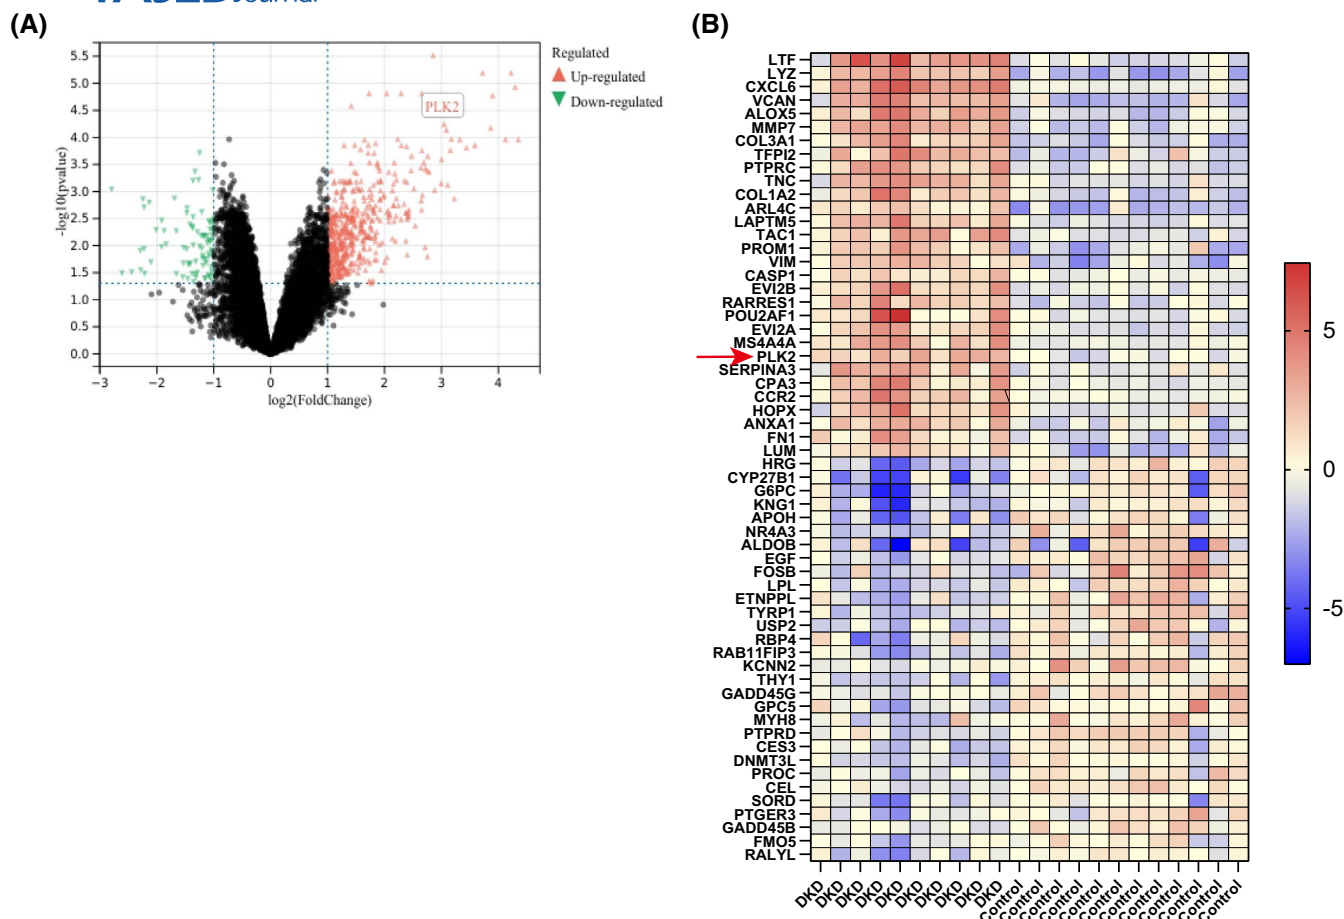 Journal
(A)
5.5
5.0
4.5
4.0
3.5
3.0
2.5
2.0
1.5
1.0
0.5
0.0
-log10(pvalue)
−3 −2 −1 0 1 2 3 4
log2(FoldChange)
PLK2
Regulated
Up-regulated
Down-regulated
(B)
LTF
LYZ
CXCL6
VCAN
ALOX5
MMP7
COL3A1
TFPI2
PTPRC
TNC
COL1A2
ARL4C
LAPTM5
TAC1
PROM1
VIM
CASP1
EVI2B
RARRES1
POU2AF1
EVI2A
MS4A4A
PLK2
SERPINA3
CPA3
CCR2
HOPX
ANXA1
FN1
LUM
HRG
CYP27B1
G6PC
KNG1
APOH
NR4A3
ALDOB
EGF
FOSB
LPL
ETNPPL
TYRP1
USP2
RBP4
RAB11FIP3
KCNN2
THY1
GADD45G
GPC5
MYH8
PTPRD
CES3
DNMT3L
PROC
CEL
SORD
PTGER3
GADD45B
FMO5
RALYL
DKD DKD DKD DKD DKD DKD DKD DKD DKD DKD Control Control Control Control Control Control Control Control Control Control Control Control
5
0
-5